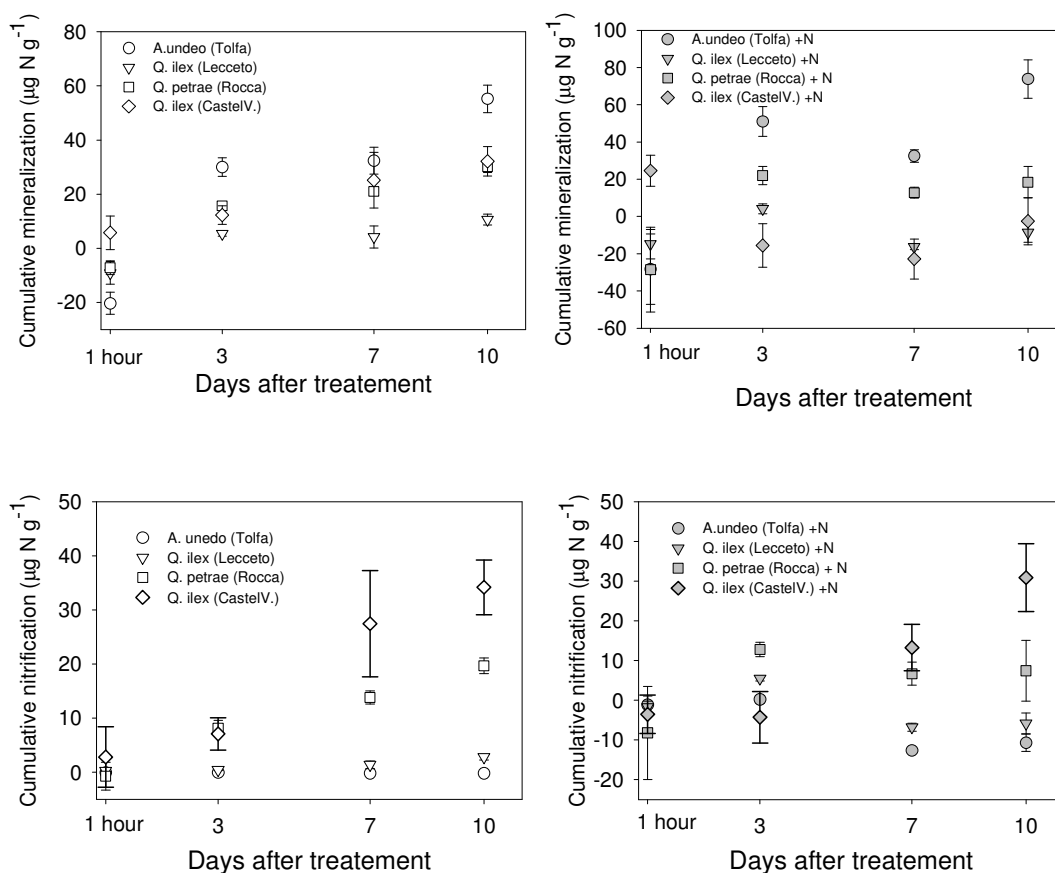 Cumulative mineralization (µg N g⁻¹)
80
60
40
20
0
-20
A.undeo (Tolfa)
Q. ilex (Lecceto)
Q. petrae (Rocca)
Q. ilex (CastelV.)
1 hour 3 7 10
Days after treatement
Cumulative mineralization (µg N g⁻¹)
100
80
60
40
20
0
-20
-40
-60
A.undeo (Tolfa) +N
Q. ilex (Lecceto) +N
Q. petrae (Rocca) + N
Q. ilex (CastelV.) +N
1 hour 3 7 10
Days after treatement
Cumulative nitrification (µg N g⁻¹)
50
40
30
20
10
0
A. unedo (Tolfa)
Q. ilex (Lecceto)
Q. petrae (Rocca)
Q. ilex (CastelV.)
1 hour 3 7 10
Days after treatement
Cumulative nitrification (µg N g⁻¹)
50
40
30
20
10
0
-10
-20
A.undeo (Tolfa) +N
Q. ilex (Lecceto) +N
Q. petrae (Rocca) + N
Q. ilex (CastelV.) +N
1 hour 3 7 10
Days after treatement